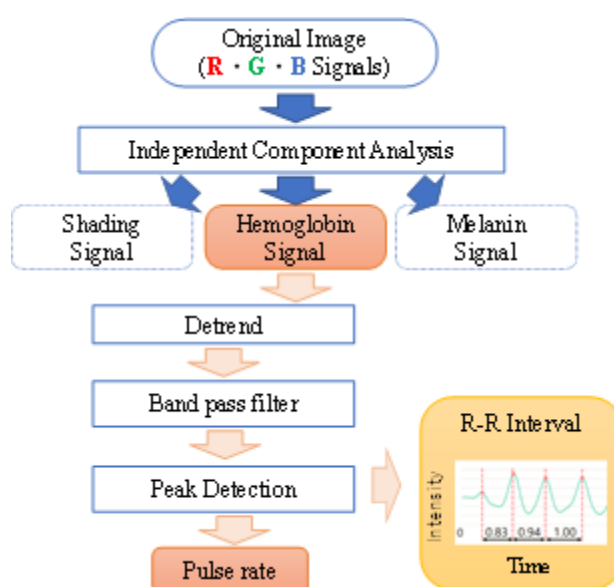 Original Image
(R・G・B Signals)
Independent Component Analysis
Shading
Signal
Hemoglobin
Signal
Melanin
Signal
Detrend
Band pass filter
Peak Detection
Pulse rate
R-R Interval
Intensity
0
0.83 0.94 1.00
Time